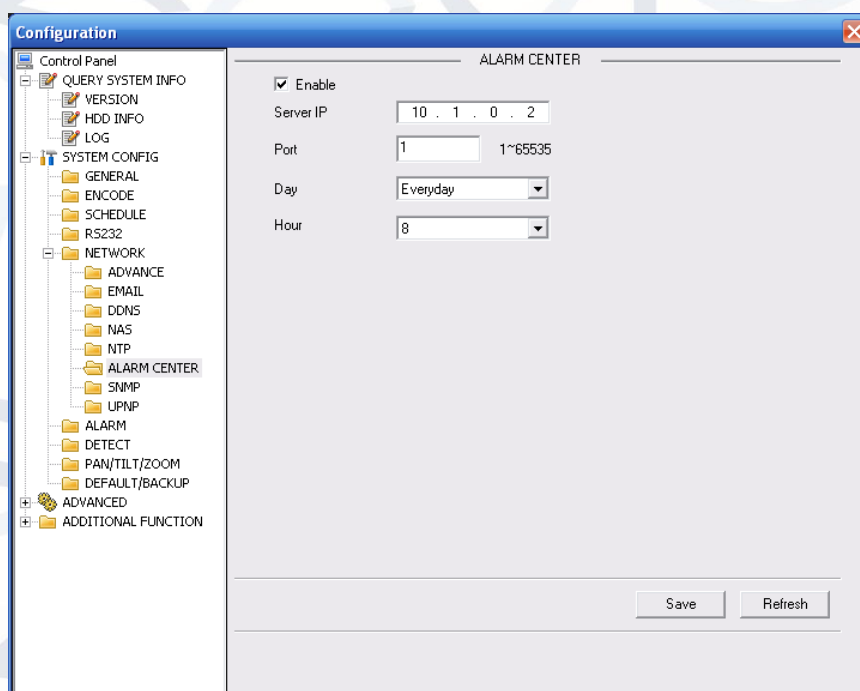 Configuration
Control Panel
QUERY SYSTEM INFO
VERSION
HDD INFO
LOG
SYSTEM CONFIG
GENERAL
ENCODE
SCHEDULE
RS232
NETWORK
ADVANCE
EMAIL
DDNS
NAS
NTP
ALARM CENTER
SNMP
UPNP
ALARM
DETECT
PAN/TILT/ZOOM
DEFAULT/BACKUP
ADVANCED
ADDITIONAL FUNCTION
ALARM CENTER
Enable
Server IP 10 . 1 . 0 . 2
Port 1 1~65535
Day Everyday
Hour 8
Save Refresh